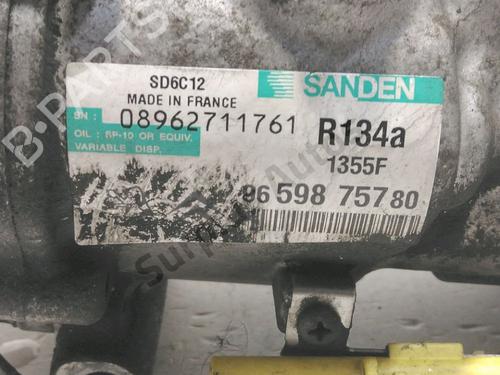 SD6C12
SANDEN
MADE IN FRANCE
SN : 08962711761
R134a
OIL : SP-10 OR EQUIV.
VARIABLE DISP.
1355F
96 598 757 80
B-PARTS